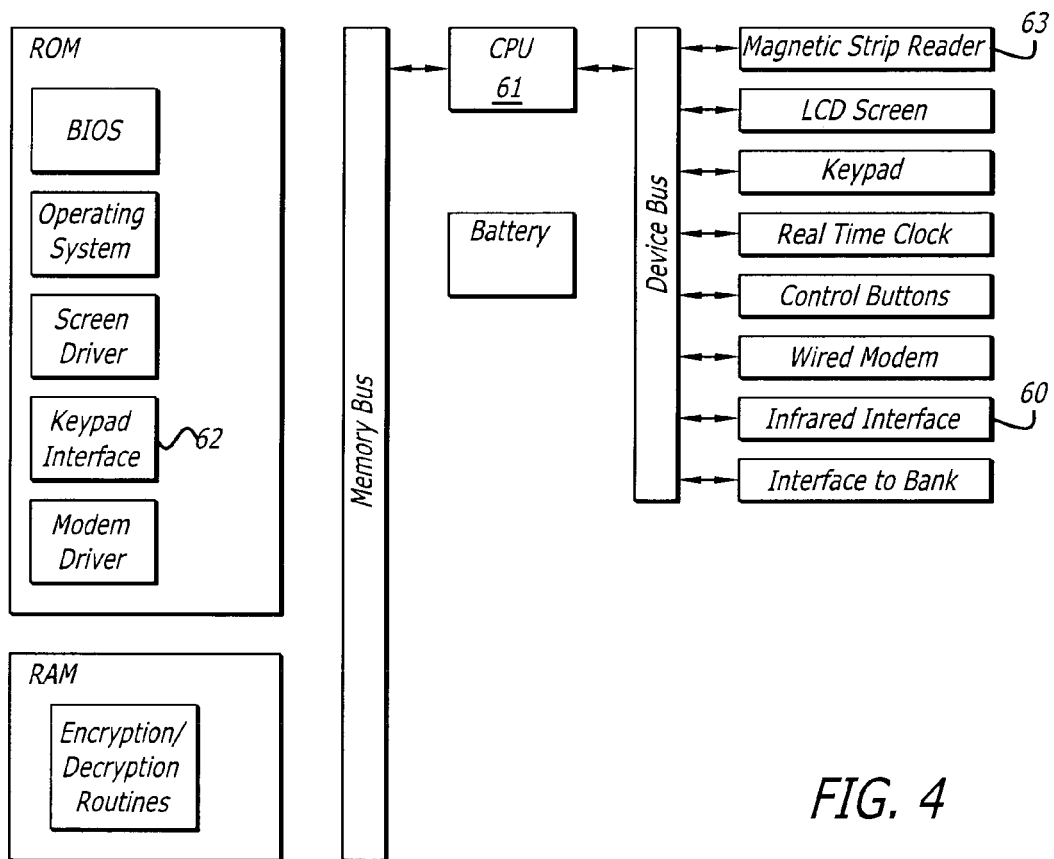 ROM
BIOS
Operating
System
Screen
Driver
Keypad
Interface
62
Modem
Driver
RAM
Encryption/
Decryption
Routines
Memory Bus
CPU
61
Battery
Device Bus
63
Magnetic Strip Reader
LCD Screen
Keypad
Real Time Clock
Control Buttons
Wired Modem
60
Infrared Interface
Interface to Bank
FIG. 4